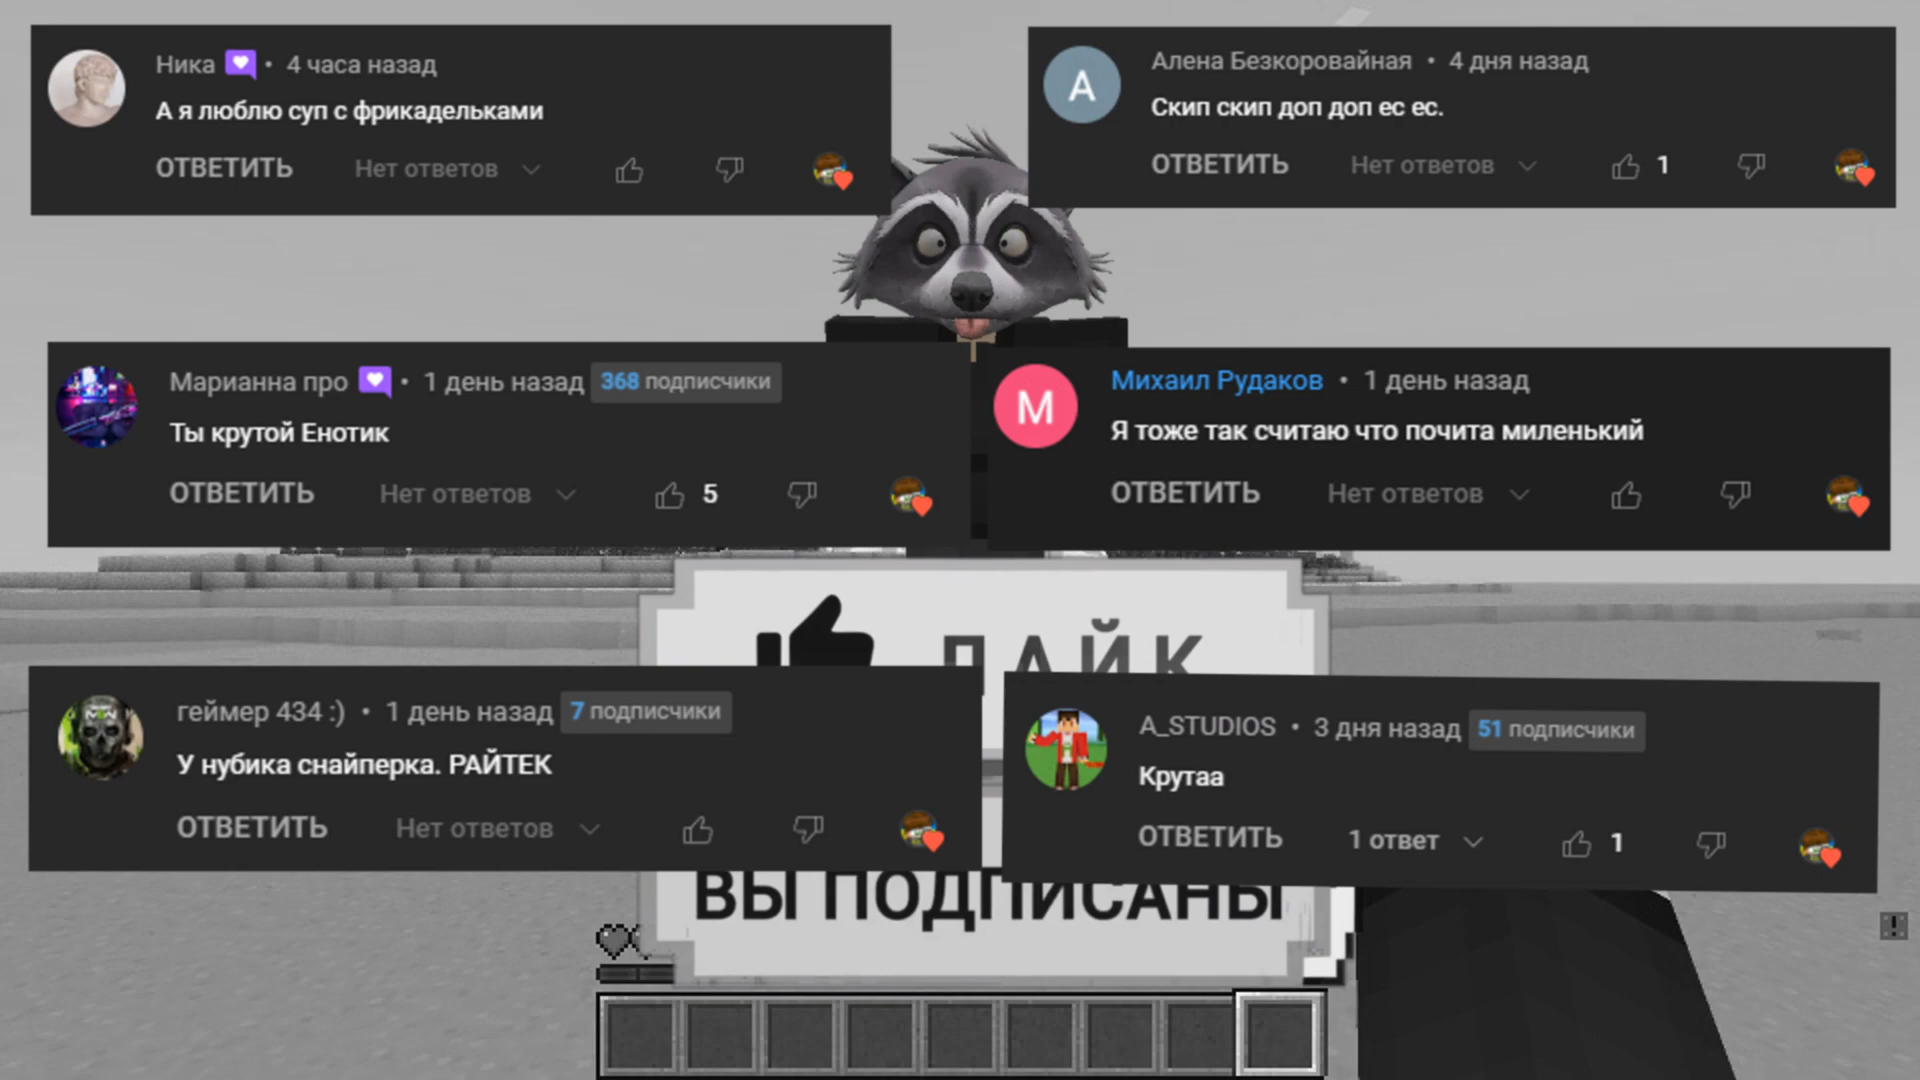 Ника • 4 часа назад
А я люблю суп с фрикадельками
ОТВЕТИТЬ Нет ответов
А
Алена Безкоровайная • 4 дня назад
Скип скип доп доп ес ес.
ОТВЕТИТЬ Нет ответов 1
Марианна про • 1 день назад 368 подписчики
Ты крутой Енотик
ОТВЕТИТЬ Нет ответов 5
М
Михаил Рудаков • 1 день назад
Я тоже так считаю что почита миленький
ОТВЕТИТЬ Нет ответов
ЛАЙК
геймер 434 :) • 1 день назад 7 подписчики
У нубика снайперка. РАЙТЕК
ОТВЕТИТЬ Нет ответов
A_STUDIOS • 3 дня назад 51 подписчики
Крутаа
ОТВЕТИТЬ 1 ответ 1
ВЫ ПОДПИСАНЫ